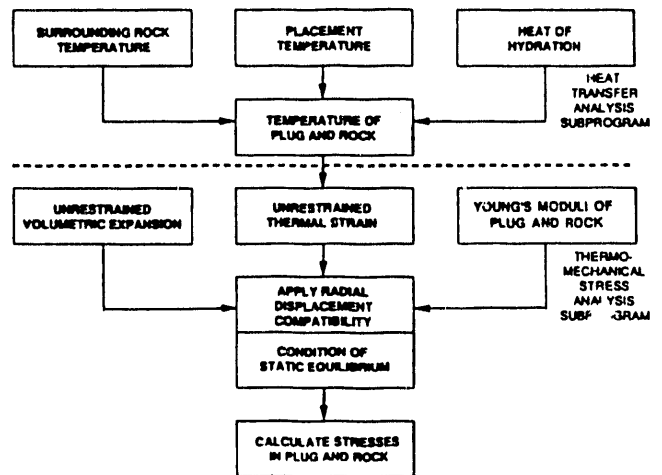 SURROUNDING ROCK
TEMPERATURE
PLACEMENT
TEMPERATURE
HEAT OF
HYDRATION
HEAT
TRANSFER
ANALYSIS
SUBPROGRAM
TEMPERATURE OF
PLUG AND ROCK
UNRESTRAINED
VOLUMETRIC EXPANSION
UNRESTRAINED
THERMAL STRAIN
YOUNG'S MODULI OF
PLUG AND ROCK
THERMO-
MECHANICAL
STRESS
ANALYSIS
APPLY RADIAL
DISPLACEMENT
COMPATIBILITY
CONDITION OF
STATIC EQUILIBRIUM
CALCULATE STRESSES
IN PLUG AND ROCK